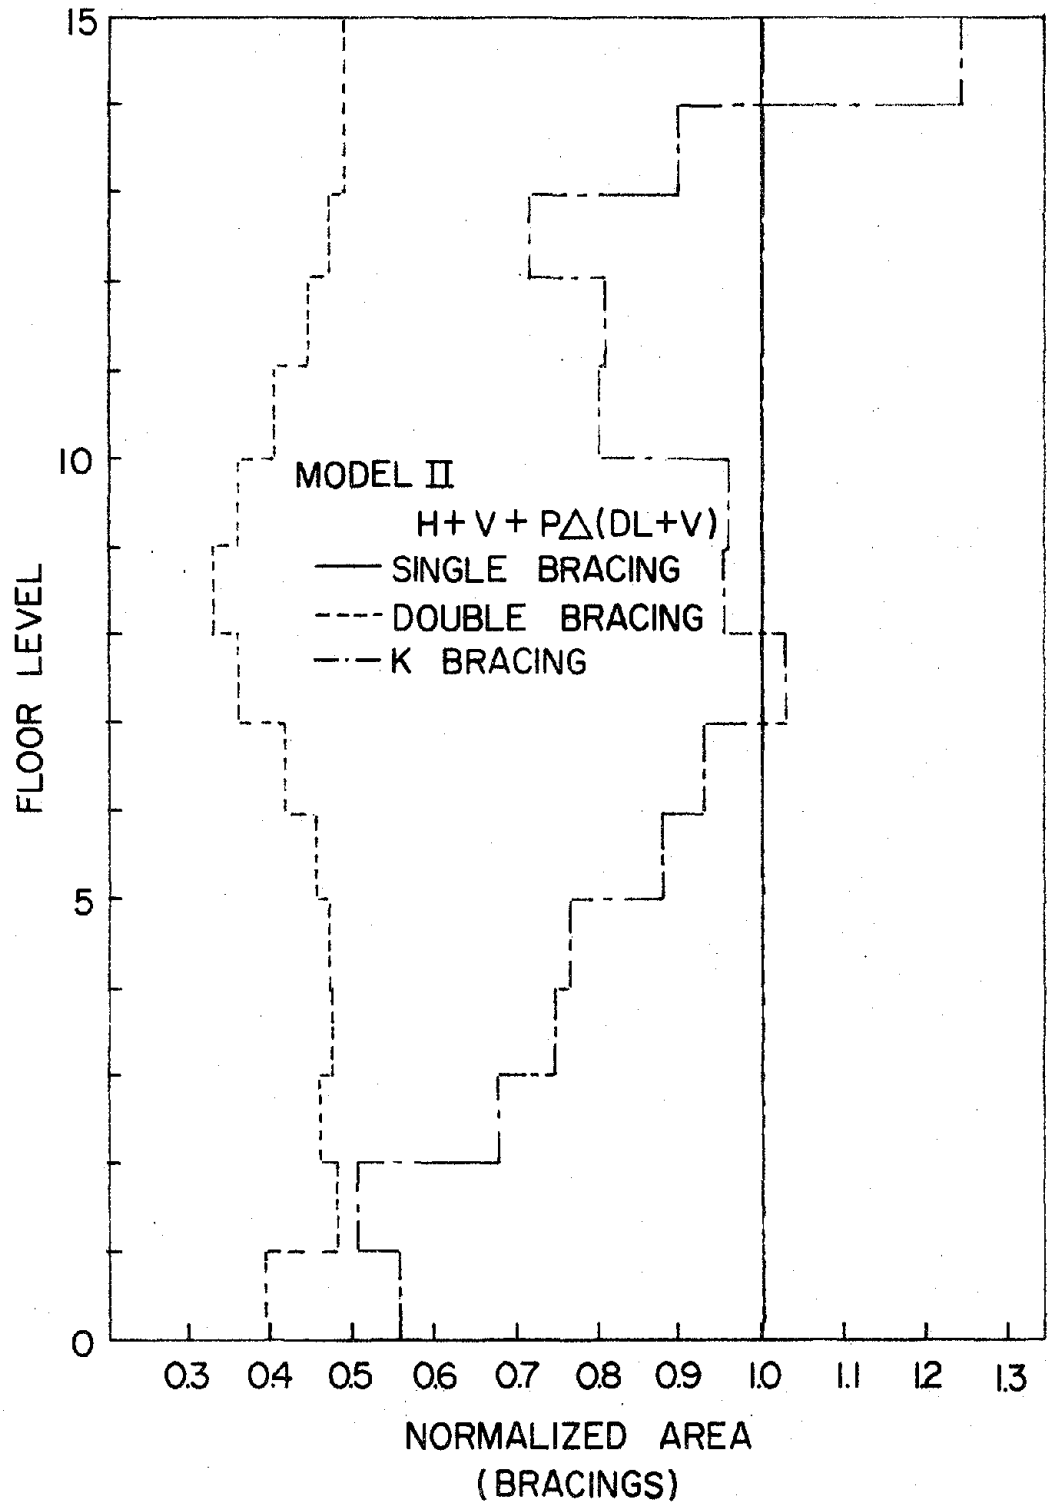 15
10
5
0
FLOOR LEVEL
MODEL II
H+V+PΔ(DL+V)
SINGLE BRACING
DOUBLE BRACING
K BRACING
0.3 0.4 0.5 0.6 0.7 0.8 0.9 1.0 1.1 1.2 1.3
NORMALIZED AREA
(BRACINGS)